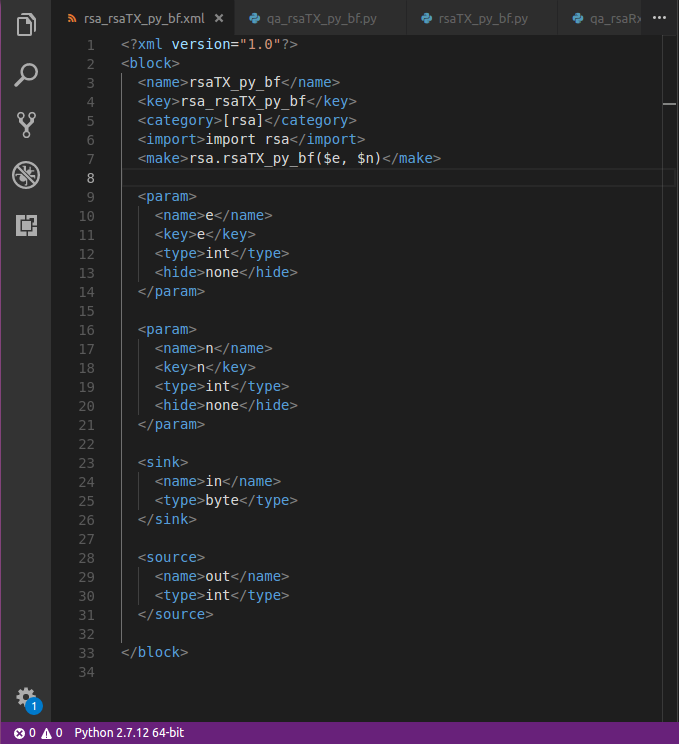 rsa_rsaTX_py_bf.xml × qa_rsaTX_py_bf.py rsaTX_py_bf.py qa_rsaRx ···
1 <?xml version="1.0"?>
2 <block>
3 <name>rsaTX_py_bf</name>
4 <key>rsa_rsaTX_py_bf</key>
5 <category>[rsa]</category>
6 <import>import rsa</import>
7 <make>rsa.rsaTX_py_bf($e, $n)</make>
8
9 <param>
10 <name>e</name>
11 <key>e</key>
12 <type>int</type>
13 <hide>none</hide>
14 </param>
15
16 <param>
17 <name>n</name>
18 <key>n</key>
19 <type>int</type>
20 <hide>none</hide>
21 </param>
22
23 <sink>
24 <name>in</name>
25 <type>byte</type>
26 </sink>
27
28 <source>
29 <name>out</name>
30 <type>int</type>
31 </source>
32
33 </block>
34
1
0 0 Python 2.7.12 64-bit